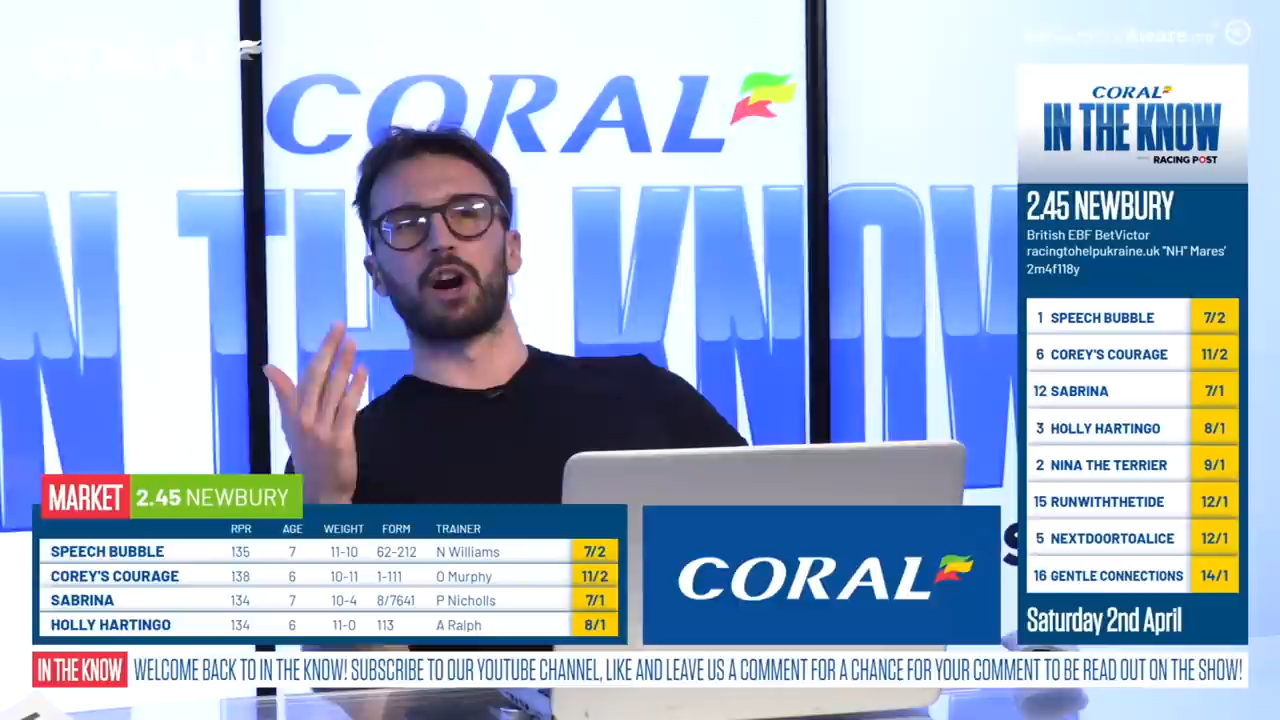 CORAL
IN THE KNOW
Aware.org
CORAL
IN THE KNOW
RACING POST
2.45 NEWBURY
British EBF BetVictor
racingtohelpukraine.uk "NH" Mares'
2m4f118y
1 SPEECH BUBBLE 7/2
6 COREY'S COURAGE 11/2
12 SABRINA 7/1
3 HOLLY HARTINGO 8/1
2 NINA THE TERRIER 9/1
15 RUNWITHTHETIDE 12/1
5 NEXTDOORTOALICE 12/1
16 GENTLE CONNECTIONS 14/1
Saturday 2nd April
MARKET 2.45 NEWBURY
RPR AGE WEIGHT FORM TRAINER
SPEECH BUBBLE 135 7 11-10 62-212 N Williams 7/2
COREY'S COURAGE 138 6 10-11 1-111 O Murphy 11/2
SABRINA 134 7 10-4 8/7641 P Nicholls 7/1
HOLLY HARTINGO 134 6 11-0 113 A Ralph 8/1
CORAL
IN THE KNOW WELCOME BACK TO IN THE KNOW! SUBSCRIBE TO OUR YOUTUBE CHANNEL, LIKE AND LEAVE US A COMMENT FOR A CHANCE FOR YOUR COMMENT TO BE READ OUT ON THE SHOW!